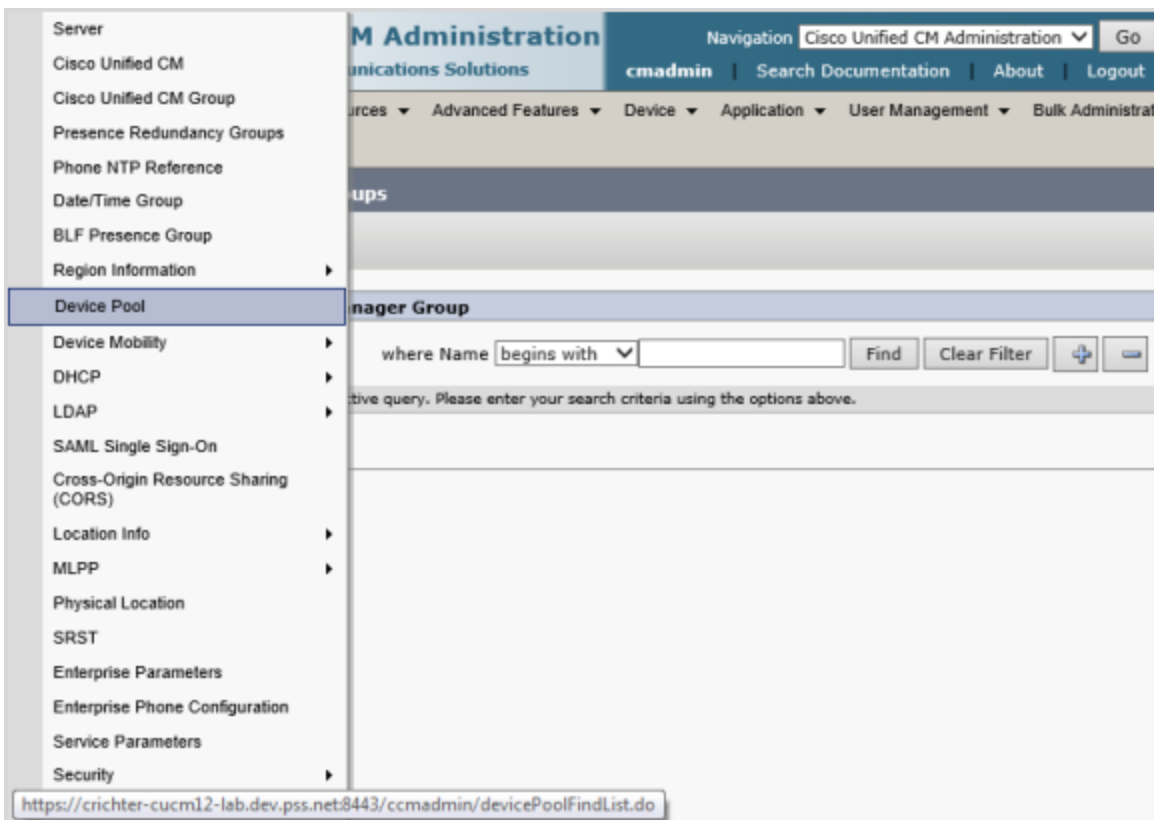 Server
Cisco Unified CM
Cisco Unified CM Group
Presence Redundancy Groups
Phone NTP Reference
Date/Time Group
BLF Presence Group
Region Information
Device Pool
Device Mobility
DHCP
LDAP
SAML Single Sign-On
Cross-Origin Resource Sharing
(CORS)
Location Info
MLPP
Physical Location
SRST
Enterprise Parameters
Enterprise Phone Configuration
Service Parameters
Security
https://crichter-cucm12-lab.dev.pss.net:8443/ccmadmin/devicePoolFindList.do
M Administration
unications Solutions
Navigation Cisco Unified CM Administration Go
cmadmin | Search Documentation | About | Logout
urces Advanced Features Device Application User Management Bulk Administrat
ups
nager Group
where Name begins with Find Clear Filter
tive query. Please enter your search criteria using the options above.